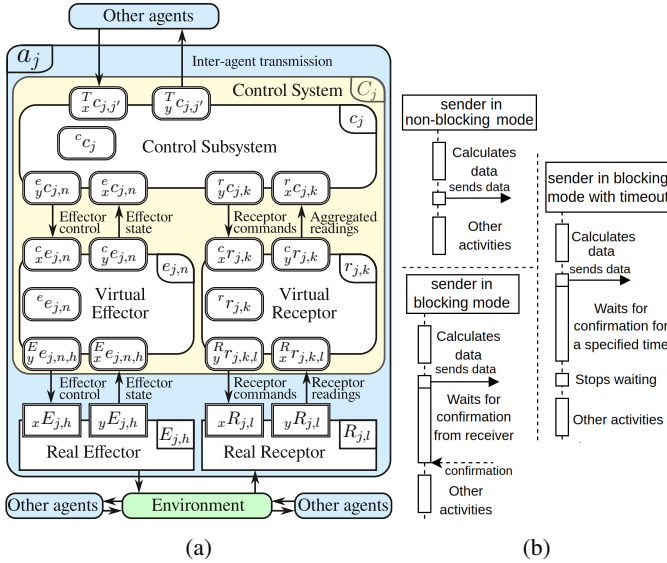 Other agents
a_j
Inter-agent transmission
Control System
C_j
^T_x c_{j,j'}
^T_y c_{j,j'}
c_j
^c c_j
Control Subsystem
^e_y c_{j,n}
^e_x c_{j,n}
^r_y c_{j,k}
^r_x c_{j,k}
Effector
control
Effector
state
Receptor
commands
Aggregated
readings
^c_x e_{j,n}
^c_y e_{j,n}
e_{j,n}
^c_x r_{j,k}
^c_y r_{j,k}
r_{j,k}
^e e_{j,n}
Virtual
Effector
^r r_{j,k}
Virtual
Receptor
^E_y e_{j,n,h}
^E_x e_{j,n,h}
^R_y r_{j,k,l}
^R_x r_{j,k,l}
Effector
control
Effector
state
Receptor
commands
Receptor
readings
_x E_{j,h}
_y E_{j,h}
E_{j,h}
_x R_{j,l}
_y R_{j,l}
R_{j,l}
Real Effector
Real Receptor
Other agents
Environment
Other agents
(a)
sender in
non-blocking mode
Calculates
data
sends data
Other
activities
sender in
blocking mode
Calculates
data
sends data
Waits for
confirmation
from receiver
confirmation
Other
activities
sender in blocking
mode with timeout
Calculates
data
sends data
Waits for
confirmation for
a specified time
Stops waiting
Other activities
(b)